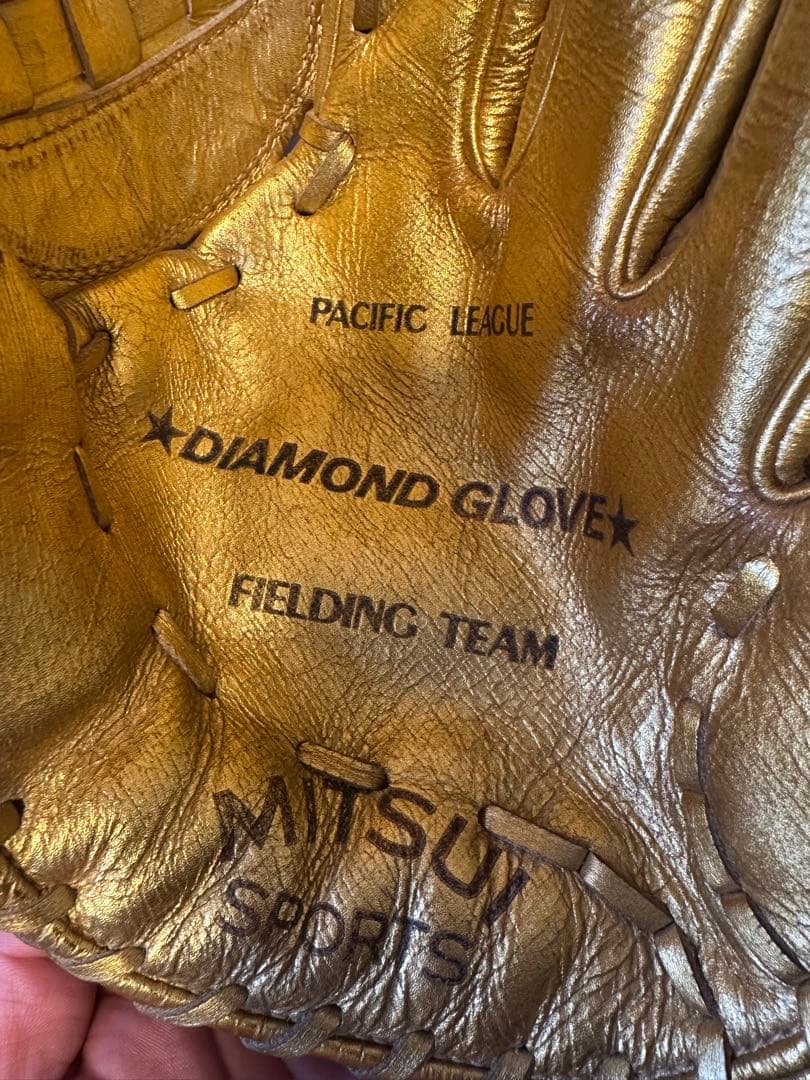 PACIFIC LEAGUE
★DIAMOND GLOVE★
FIELDING TEAM
MITSUI
SPORTS